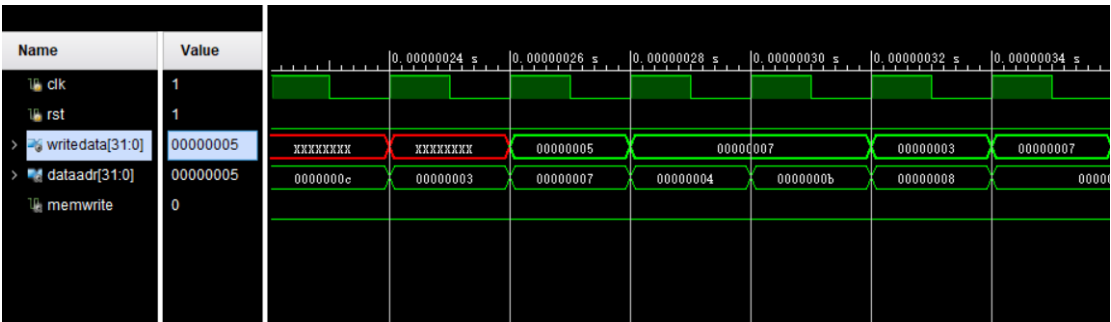 Name Value
0.00000024 s 0.00000026 s 0.00000028 s 0.00000030 s 0.00000032 s 0.00000034 s
clk 1
rst 1
writedata[31:0] 00000005 XXXXXXXX XXXXXXXX 00000005 00000007 00000003 00000007
dataadr[31:0] 00000005 0000000c 00000003 00000007 00000004 0000000b 00000008 0000
memwrite 0